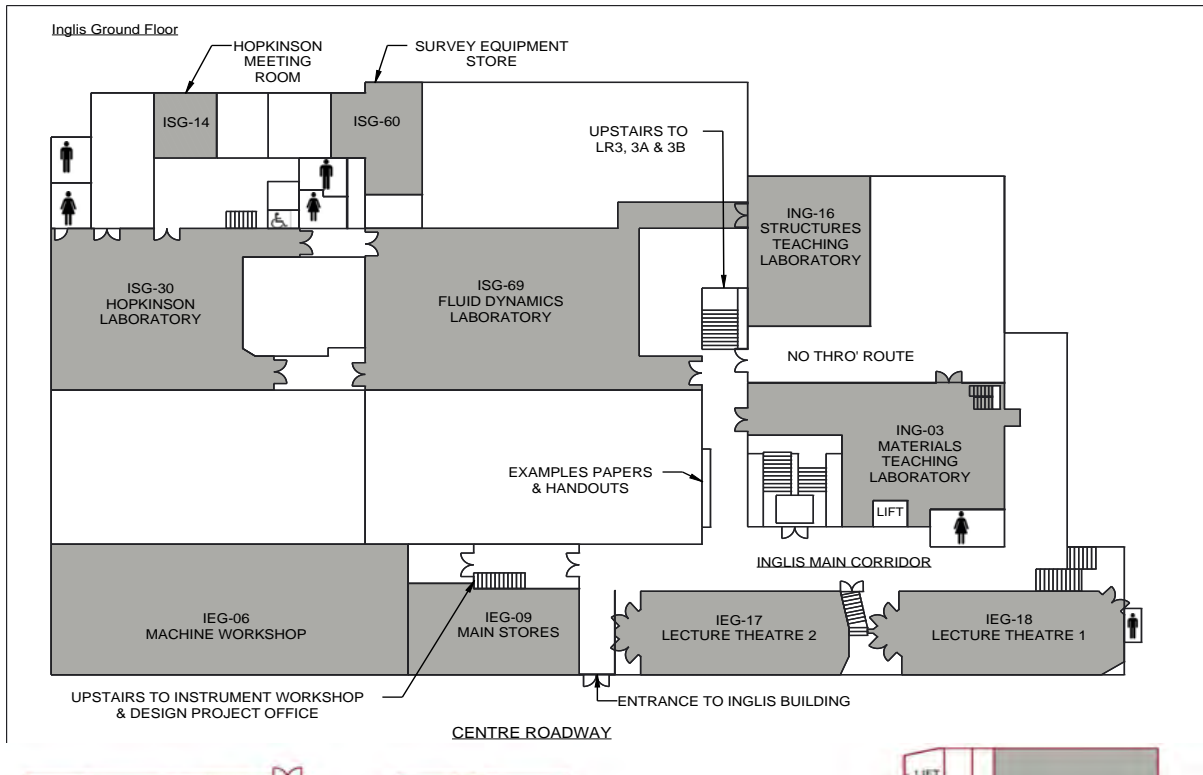 Inglis Ground Floor
HOPKINSON
MEETING
ROOM
SURVEY EQUIPMENT
STORE
ISG-14
ISG-60
UPSTAIRS TO
LR3, 3A & 3B
ING-16
STRUCTURES
TEACHING
LABORATORY
ISG-30
HOPKINSON
LABORATORY
ISG-69
FLUID DYNAMICS
LABORATORY
NO THRO' ROUTE
ING-03
MATERIALS
TEACHING
LABORATORY
EXAMPLES PAPERS
& HANDOUTS
LIFT
INGLIS MAIN CORRIDOR
IEG-06
MACHINE WORKSHOP
IEG-09
MAIN STORES
IEG-17
LECTURE THEATRE 2
IEG-18
LECTURE THEATRE 1
UPSTAIRS TO INSTRUMENT WORKSHOP
& DESIGN PROJECT OFFICE
ENTRANCE TO INGLIS BUILDING
CENTRE ROADWAY
LIFT